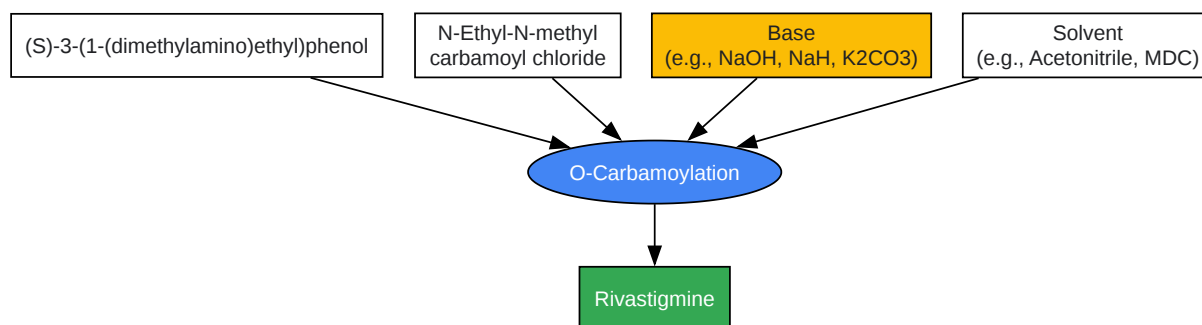 (S)-3-(1-(dimethylamino)ethyl)phenol
N-Ethyl-N-methyl
carbamoyl chloride
Base
(e.g., NaOH, NaH, K2CO3)
Solvent
(e.g., Acetonitrile, MDC)
O-Carbamoylation
Rivastigmine